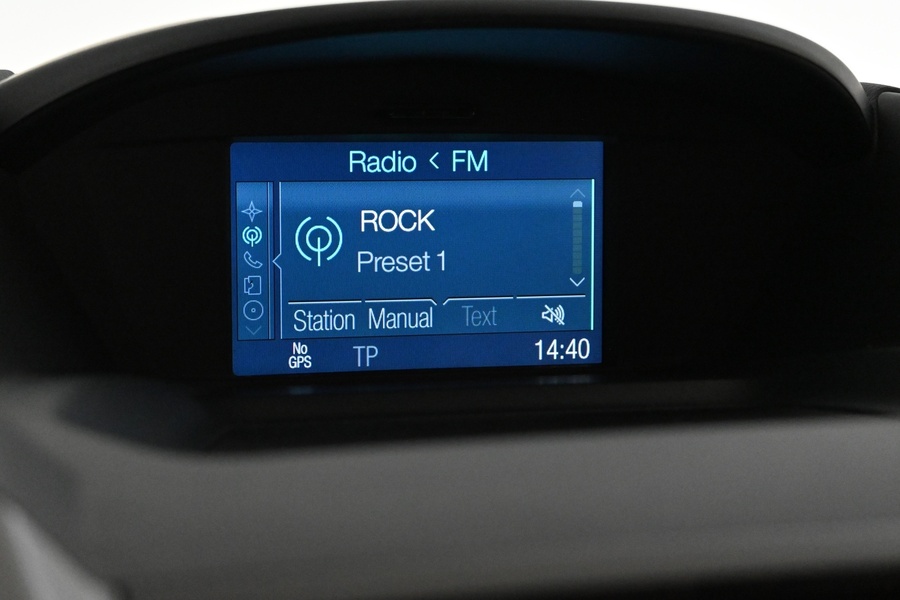 Radio < FM
ROCK
Preset 1
Station Manual Text
No GPS TP 14:40